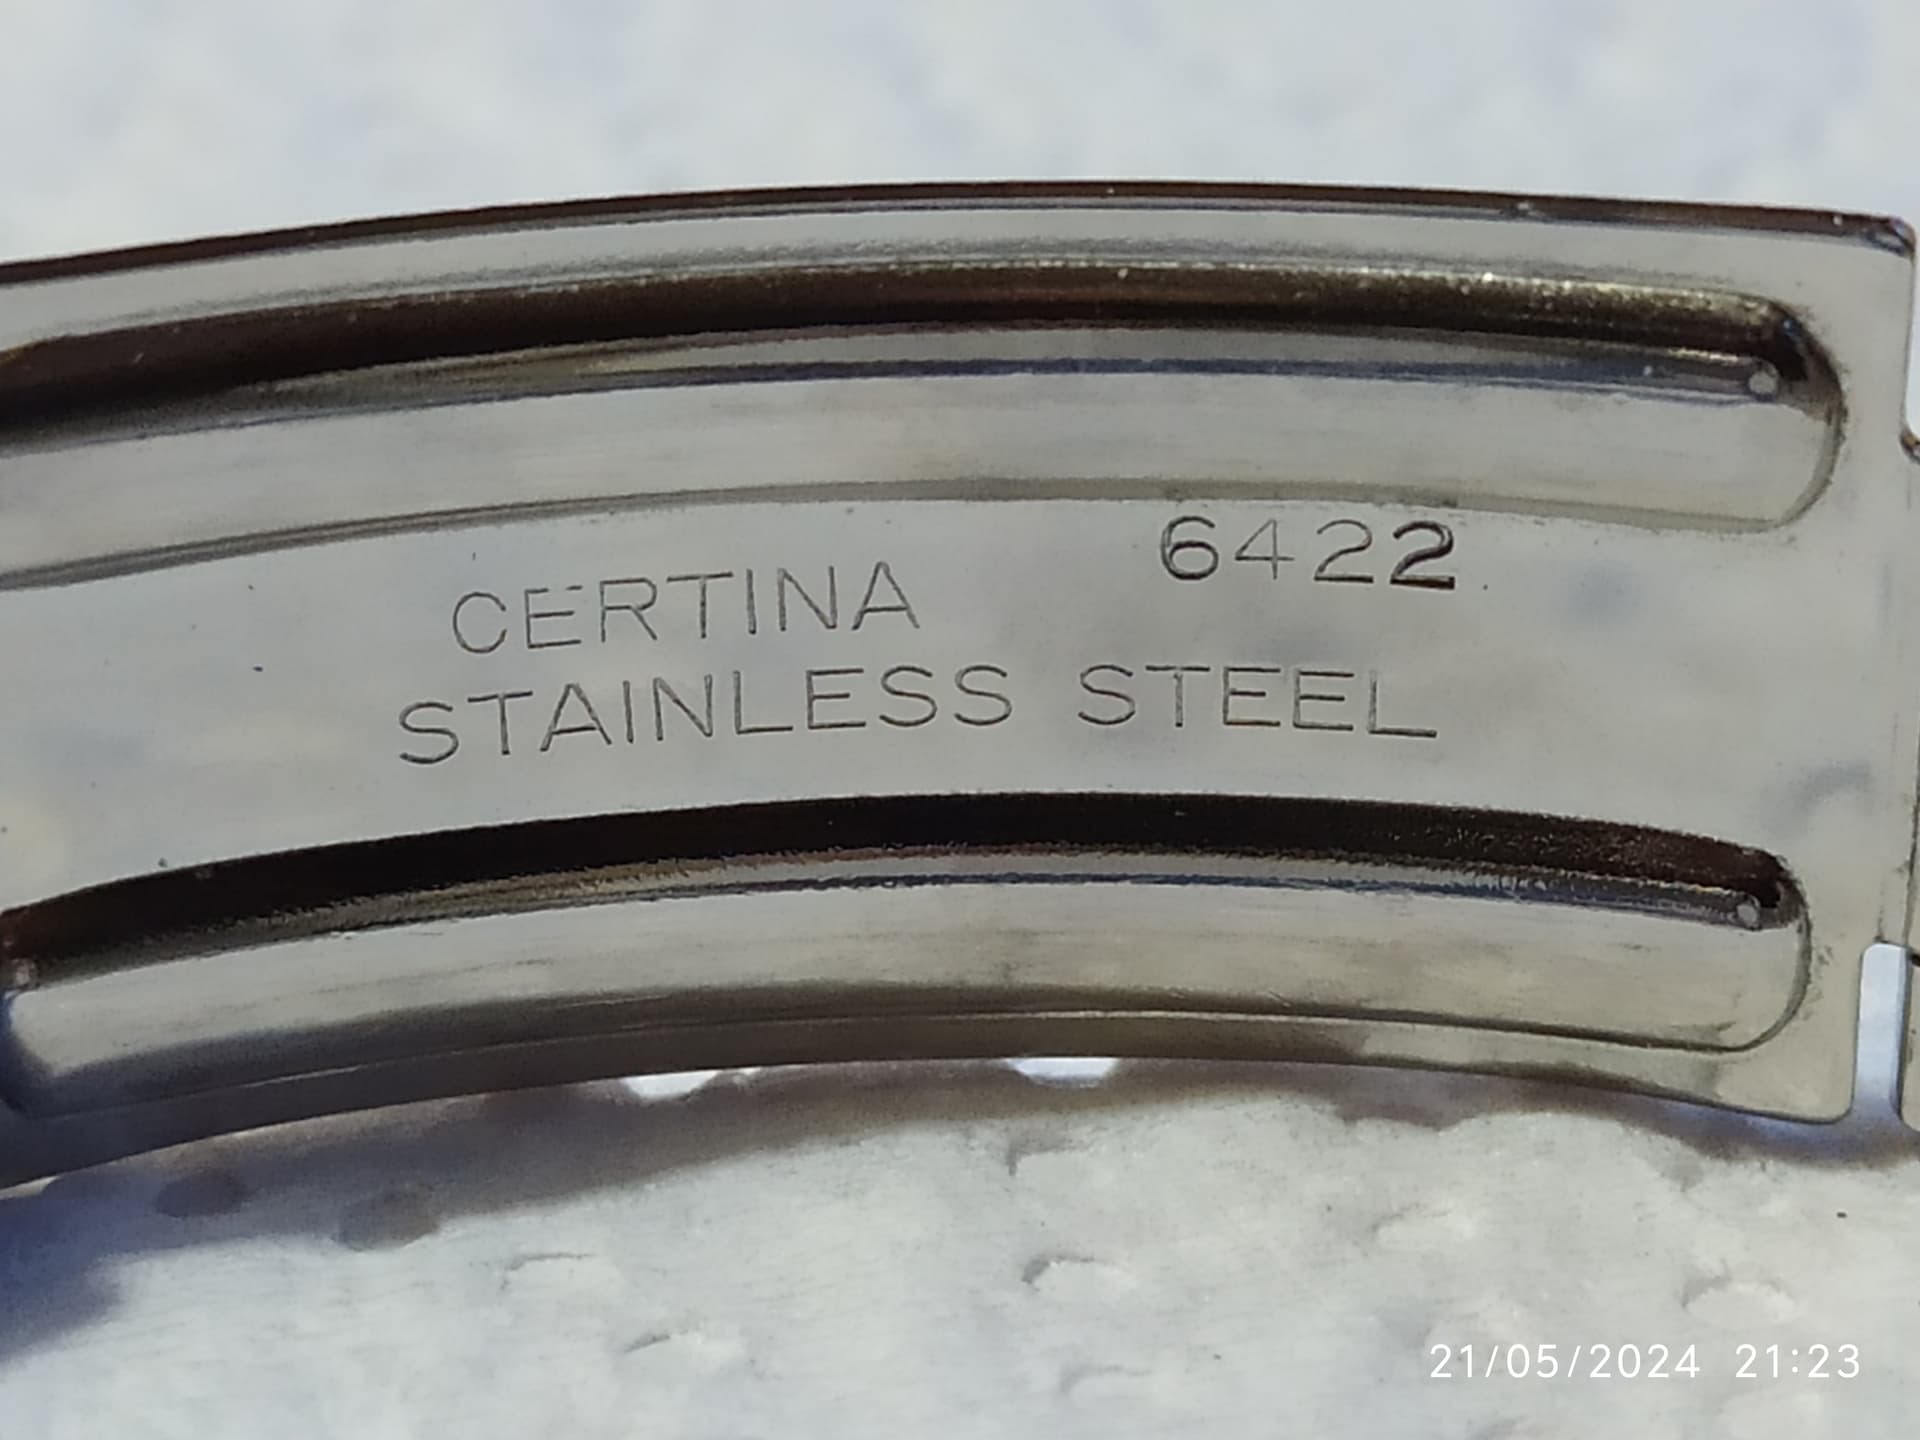 6422
CERTINA
STAINLESS STEEL
21/05/2024 21:23